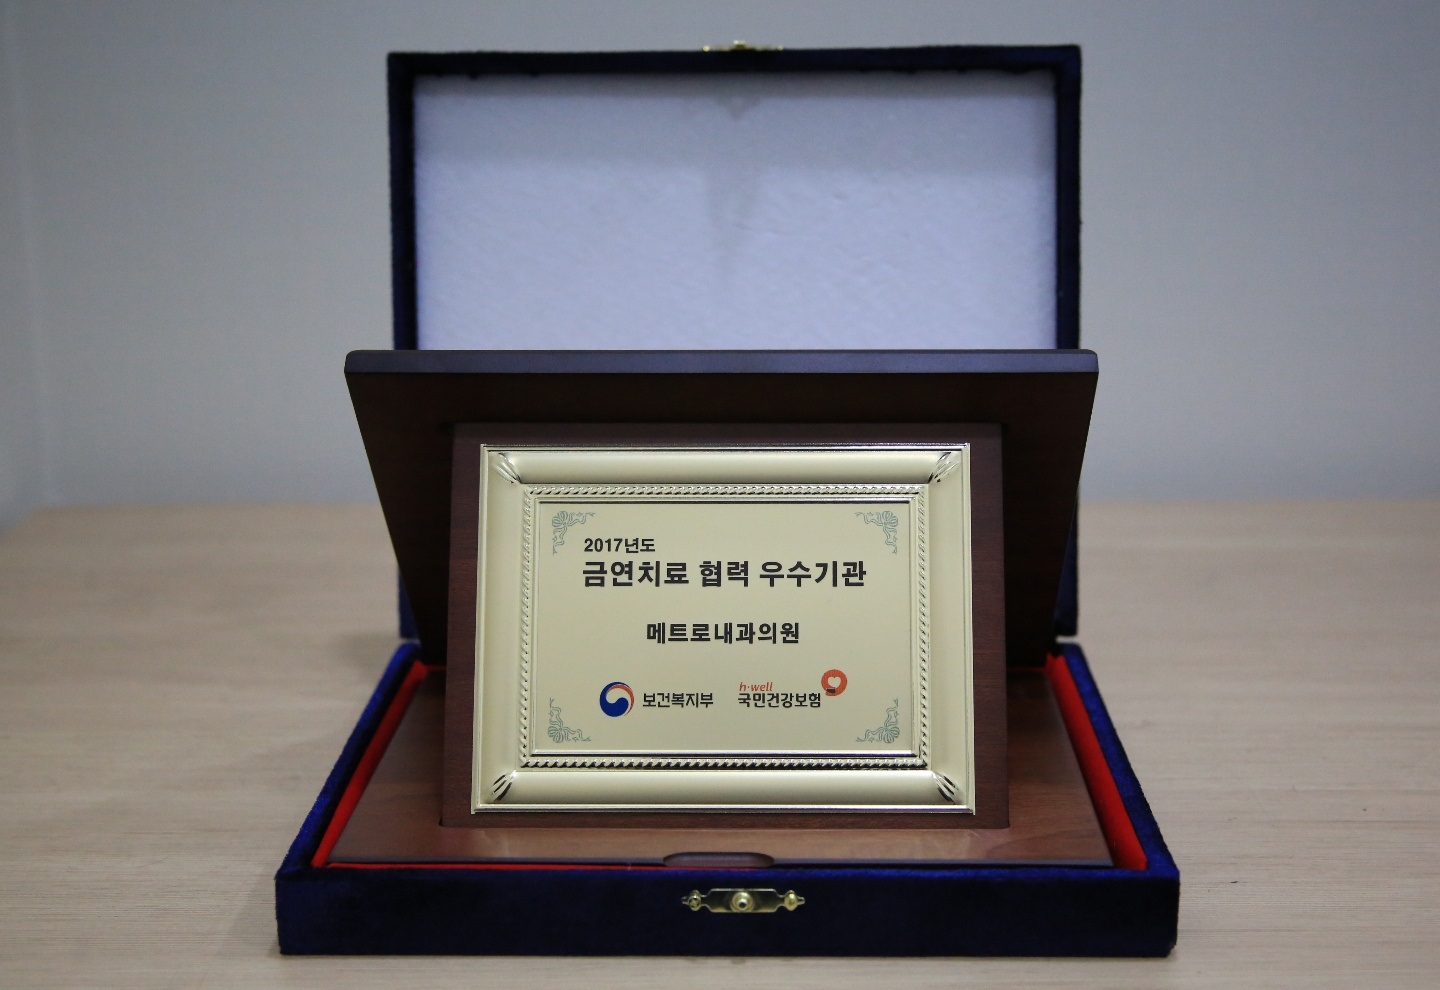 2017년도
금연치료 협력 우수기관
메트로내과의원
보건복지부
h·well
국민건강보험